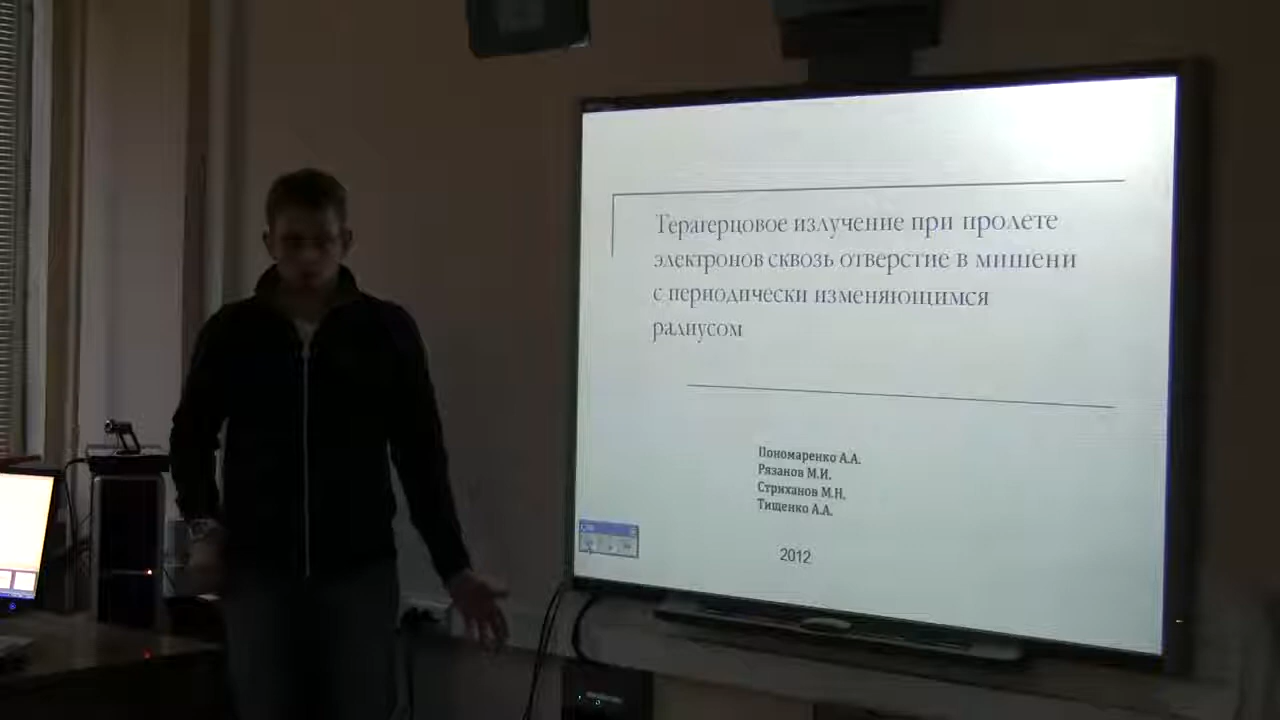 Терагерцовое излучение при пролете
электронов сквозь отверстие в мишени
с периодически изменяющимся
радиусом
Пономаренко А.А.
Рязанов М.И.
Стриханов М.Н.
Тищенко А.А.
2012